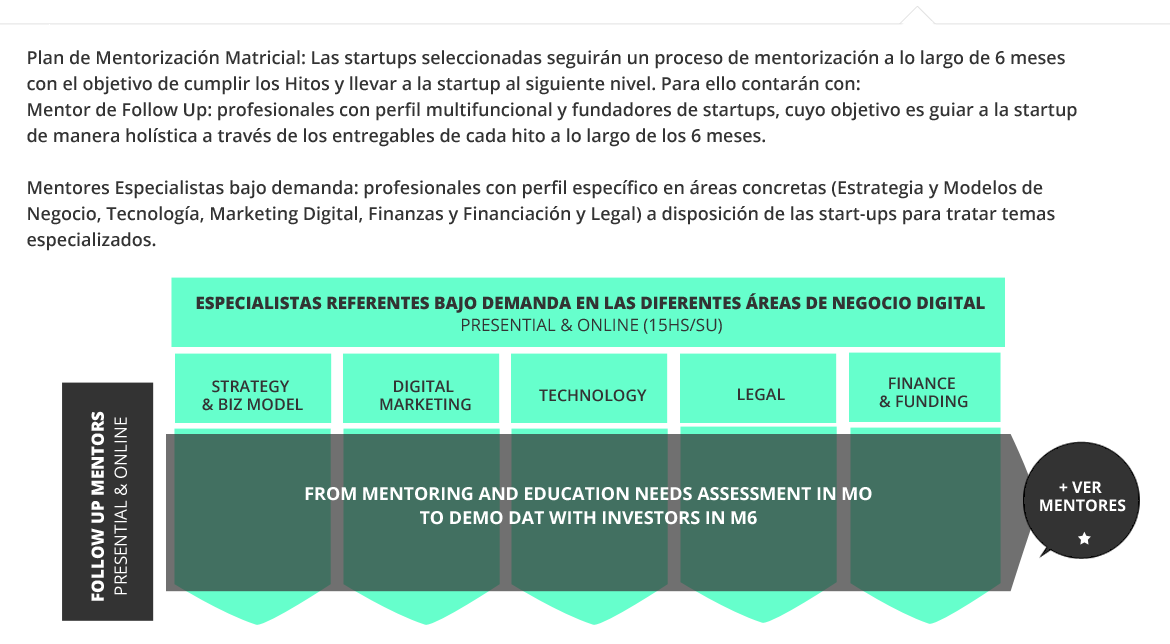 Plan de Mentorización Matricial: Las startups seleccionadas seguirán un proceso de mentorización a lo largo de 6 meses
con el objetivo de cumplir los Hitos y llevar a la startup al siguiente nivel. Para ello contarán con:
Mentor de Follow Up: profesionales con perfil multifuncional y fundadores de startups, cuyo objetivo es guiar a la startup
de manera holística a través de los entregables de cada hito a lo largo de los 6 meses.
Mentores Especialistas bajo demanda: profesionales con perfil específico en áreas concretas (Estrategia y Modelos de
Negocio, Tecnología, Marketing Digital, Finanzas y Financiación y Legal) a disposición de las start-ups para tratar temas
especializados.
ESPECIALISTAS REFERENTES BAJO DEMANDA EN LAS DIFERENTES ÁREAS DE NEGOCIO DIGITAL
PRESENTIAL & ONLINE (15HS/SU)
STRATEGY
& BIZ MODEL
DIGITAL
MARKETING
TECHNOLOGY
LEGAL
FINANCE
& FUNDING
FOLLOW UP MENTORS
PRESENTIAL & ONLINE
FROM MENTORING AND EDUCATION NEEDS ASSESSMENT IN MO
TO DEMO DAT WITH INVESTORS IN M6
+ VER
MENTORES